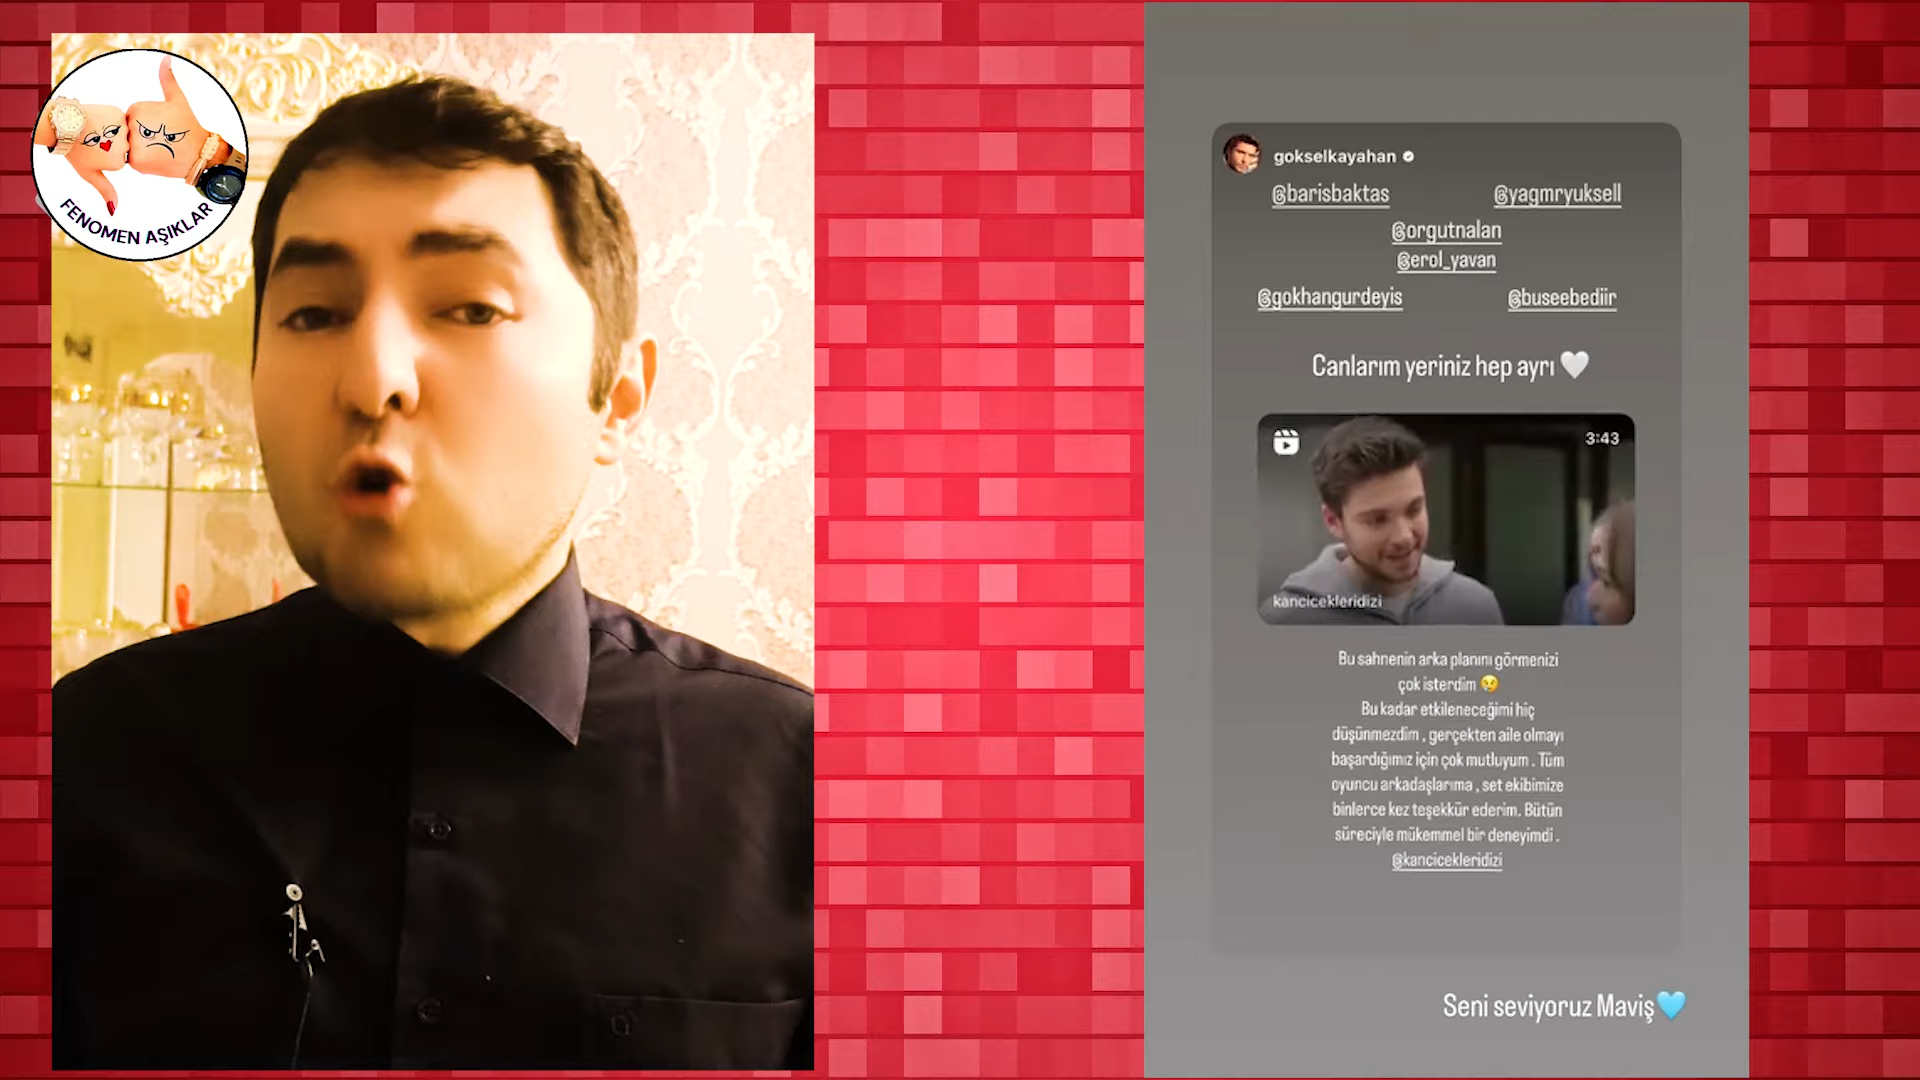 FENOMEN AŞIKLAR
gokselkayahan
@barisbaktas @yagmryuksell
@orgutnalan
@erol_yavan
@gokhangurdeyis @buseebediir
Canlarım yeriniz hep ayrı
3:43
kancicekleridizi
Bu sahnenin arka planını görmenizi
çok isterdim
Bu kadar etkileneceğimi hiç
düşünmezdim , gerçekten aile olmayı
başardığımız için çok mutluyum . Tüm
oyuncu arkadaşlarıma , set ekibimize
binlerce kez teşekkür ederim. Bütün
süreciyle mükemmel bir deneyimdi .
@kancicekleridizi
Seni seviyoruz Maviş